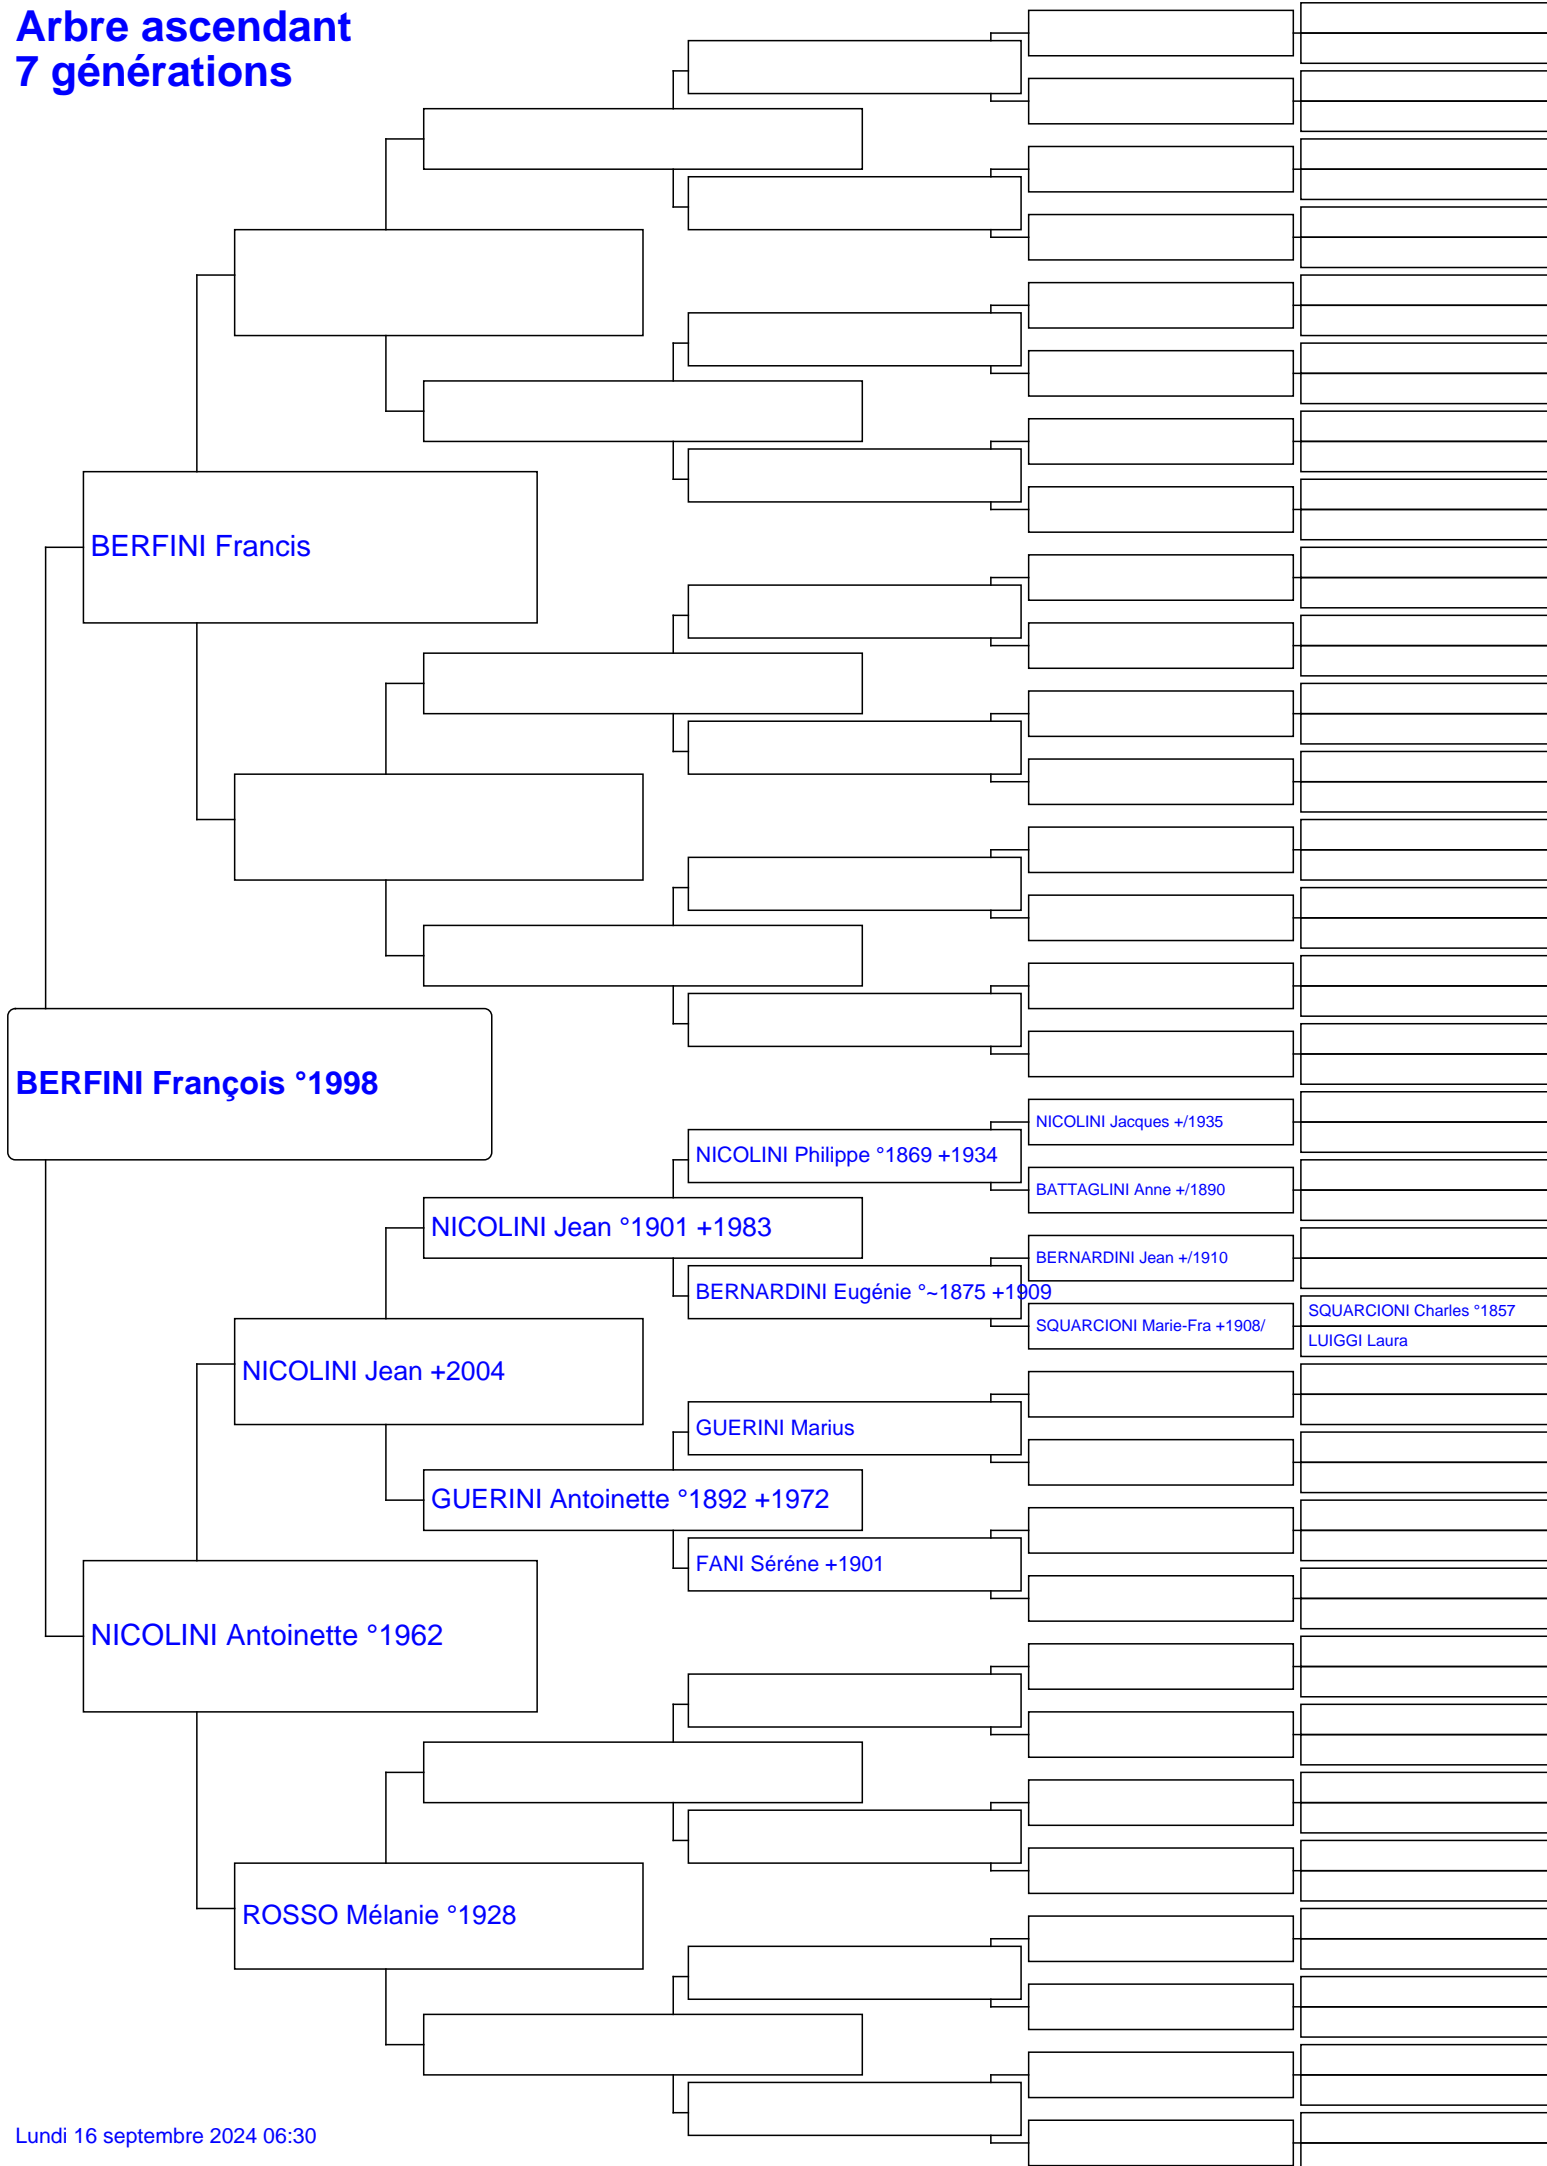 Arbre ascendant
7 générations
BERFINI Francis
BERFINI François °1998
NICOLINI Jacques +/1935
NICOLINI Philippe °1869 +1934
BATTAGLINI Anne +/1890
NICOLINI Jean °1901 +1983
BERNARDINI Jean +/1910
BERNARDINI Eugénie °~1875 +1909
SQUARCIONI Charles °1857
SQUARCIONI Marie-Fra +1908/
LUIGGI Laura
NICOLINI Jean +2004
GUERINI Marius
GUERINI Antoinette °1892 +1972
FANI Séréne +1901
NICOLINI Antoinette °1962
ROSSO Mélanie °1928
Lundi 16 septembre 2024 06:30